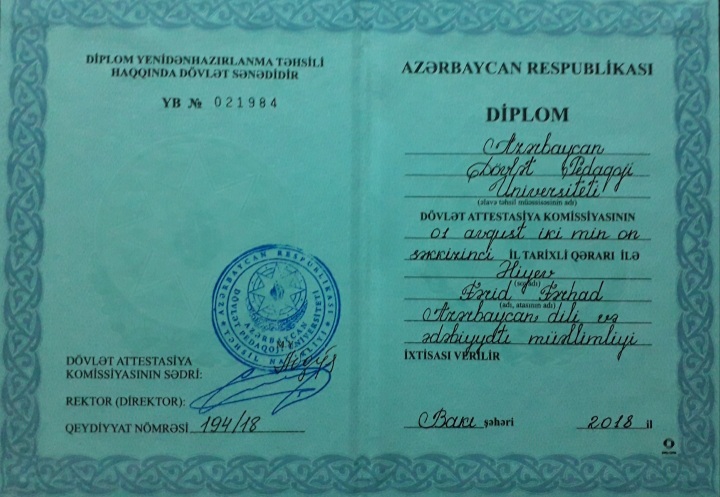 DİPLOM YENİDƏNHAZIRLANMA TƏHSİLİ
HAQQINDA DÖVLƏT SƏNƏDİDİR
YB № 021984
AZƏRBAYCAN RESPUBLİKASI
DÖVLƏT ATTESTASİYA
KOMİSSİYASININ SƏDRİ:
REKTOR (DİREKTOR):
QEYDİYYAT NÖMRƏSİ 194/18
AZƏRBAYCAN RESPUBLİKASI
DİPLOM
Azərbaycan
Dövlət Pedaqoji
Universiteti
(əlavə təhsil müəssisəsinin adı)
DÖVLƏT ATTESTASİYA KOMİSSİYASININ
01 avqust iki min on
səkkizinci İL TARİXLİ QƏRARI İLƏ
(soyadı)
Fərid Fərhad
(adı, atasının adı)
Azərbaycan dili və
ədəbiyyatı müəllimliyi
İXTİSASI VERİLİR
Bakı şəhəri 2018 il